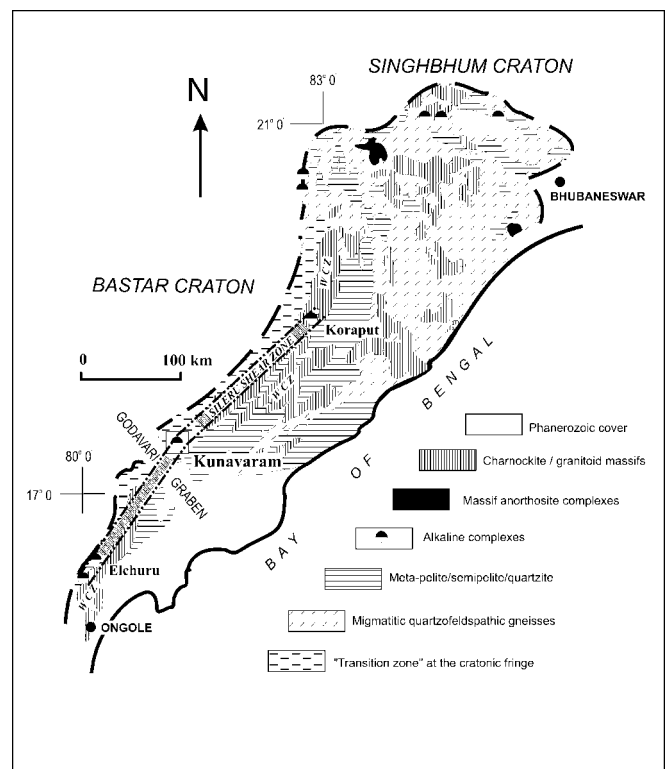 SINGHBHUM CRATON
83° 0'
N
21° 0'
BHUBANESWAR
WCZ
BASTAR CRATON
Koraput
0 100 km
SILERU SHEAR ZONE
WCZ
BAY OF BENGAL
GODAVARI
GRABEN
Kunavaram
80° 0'
17° 0'
Elchuru
WCZ
ONGOLE
Phanerozoic cover
Charnockite / granitoid massifs
Massif anorthosite complexes
Alkaline complexes
Meta-pelite/semipelite/quartzite
Migmatitic quartzofeldspathic gneisses
"Transition zone" at the cratonic fringe